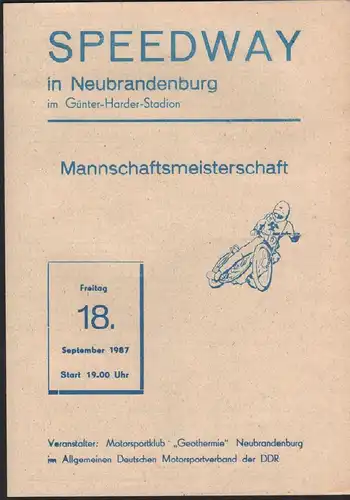 SPEEDWAY
in Neubrandenburg
im Günter-Harder-Stadion
Mannschaftsmeisterschaft
Freitag
18.
September 1987
Start 19.00 Uhr
Veranstalter: Motorsportklub „Geothermie" Neubrandenburg
im Allgemeinen Deutschen Motorsportverband der DDR